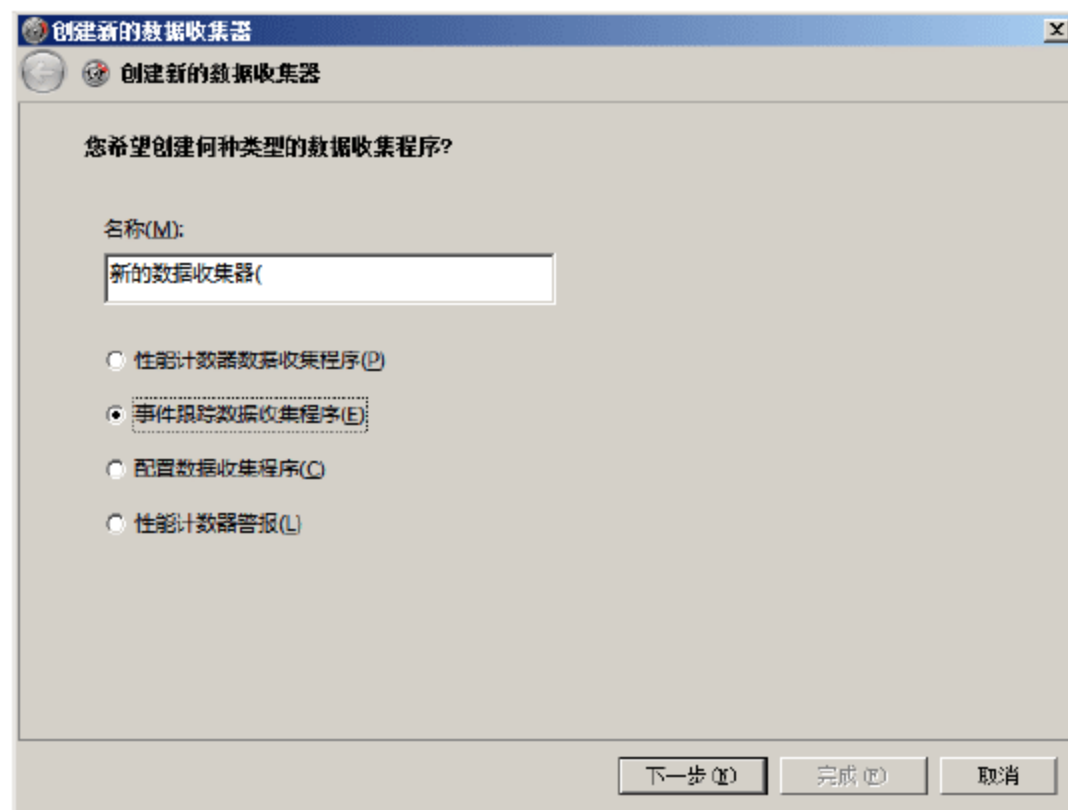 创建新的数据收集器
创建新的数据收集器
您希望创建何种类型的数据收集程序?
名称(M):
新的数据收集器(
性能计数器数据收集程序(P)
事件跟踪数据收集程序(E)
配置数据收集程序(C)
性能计数器警报(L)
下一步(N) 完成(F) 取消